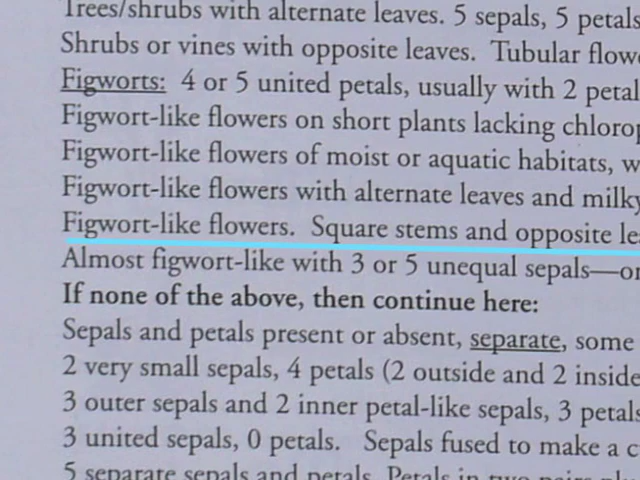 Trees/shrubs with alternate leaves. 5 sepals, 5 petals
Shrubs or vines with opposite leaves. Tubular
Figworts: 4 or 5 united petals, usually with 2
Figwort-like flowers on short plants lacking
Figwort-like flowers of moist or aquatic habitats,
Figwort-like flowers with alternate leaves and
Figwort-like flowers. Square stems and opposite
Almost figwort-like with 3 or 5 unequal sepals—
If none of the above, then continue here:
Sepals and petals present or absent, separate, some
2 very small sepals, 4 petals (2 outside and 2 inside
3 outer sepals and 2 inner petal-like sepals, 3 petals
3 united sepals, 0 petals. Sepals fused to make a
5 separate sepals and petals. Petals in two pairs